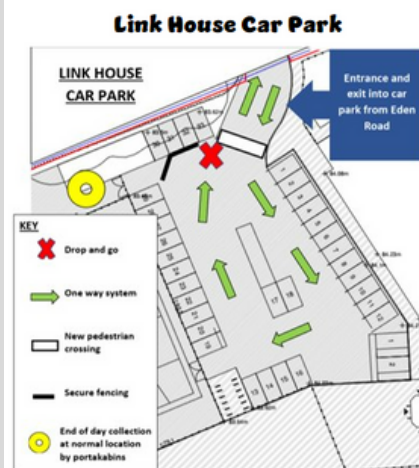 Link House Car Park
LINK HOUSE
CAR PARK
Entrance and
exit into car
park from Eden
Road
KEY
Drop and go
One way system
New pedestrian
crossing
Secure fencing
End of day collection
at normal location
by portakabins
17 18
13 14 15 16